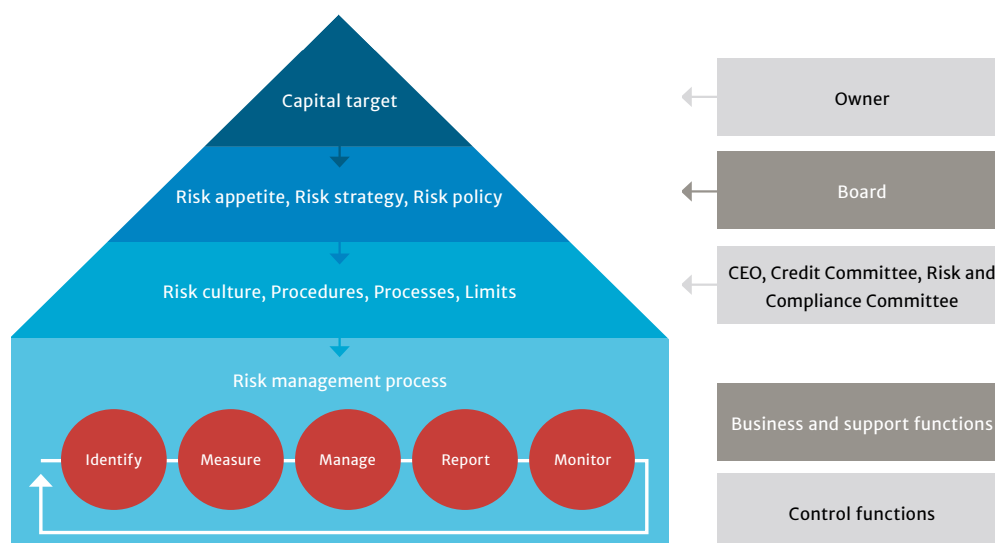 Capital target
Owner
Risk appetite, Risk strategy, Risk policy
Board
Risk culture, Procedures, Processes, Limits
CEO, Credit Committee, Risk and
Compliance Committee
Risk management process
Identify
Measure
Manage
Report
Monitor
Business and support functions
Control functions